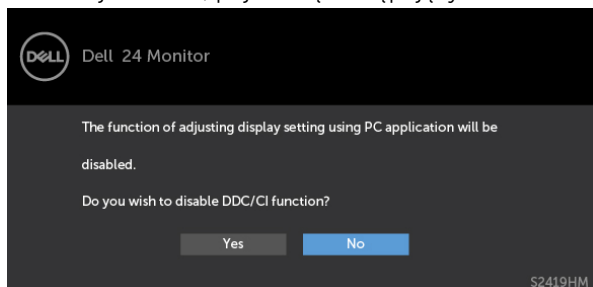 DELL
Dell 24 Monitor
The function of adjusting display setting using PC application will be
disabled.
Do you wish to disable DDC/CI function?
Yes No
S2419HM